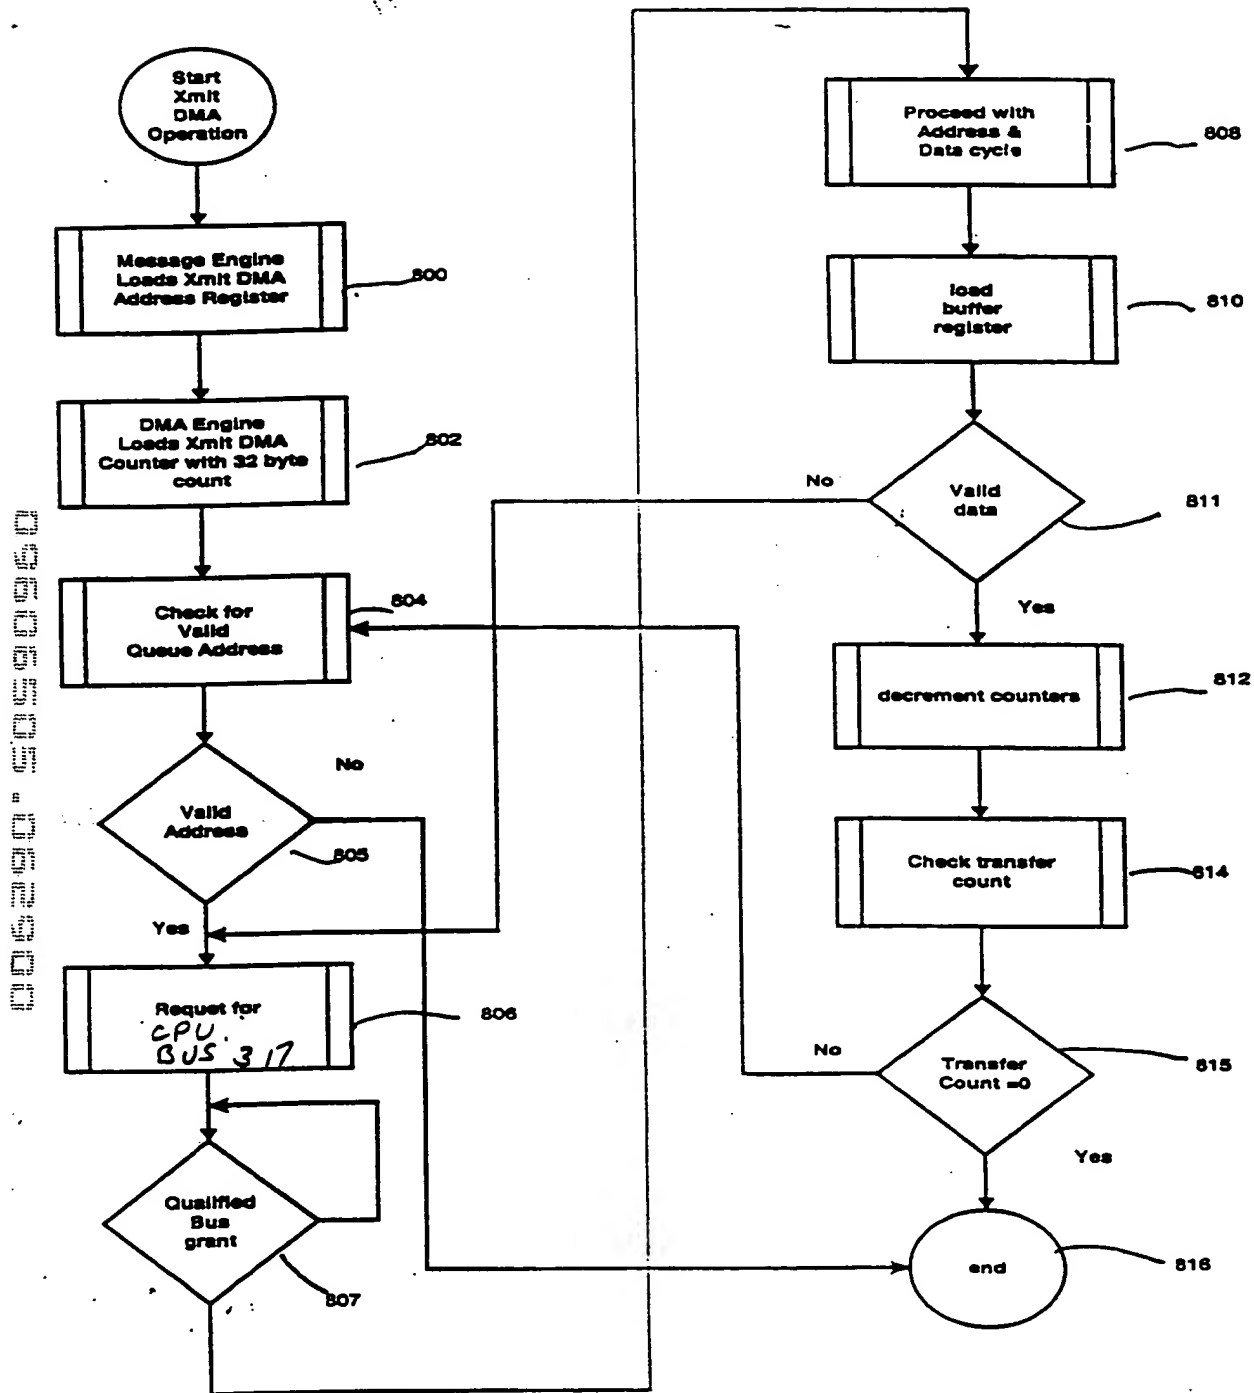 Start
Xmit
DMA
Operation
Message Engine
Loads Xmit DMA
Address Register
800
DMA Engine
Loads Xmit DMA
Counter with 32 byte
count
802
Check for
Valid
Queue Address
804
Valid
Address
805
No
Yes
Requet for
CPU
BUS 317
806
Qualified
Bus
grant
807
Proceed with
Address &
Data cycle
808
load
buffer
register
810
Valid
data
811
No
Yes
decrement counters
812
Check transfer
count
814
Transfer
Count =0
815
No
Yes
end
816